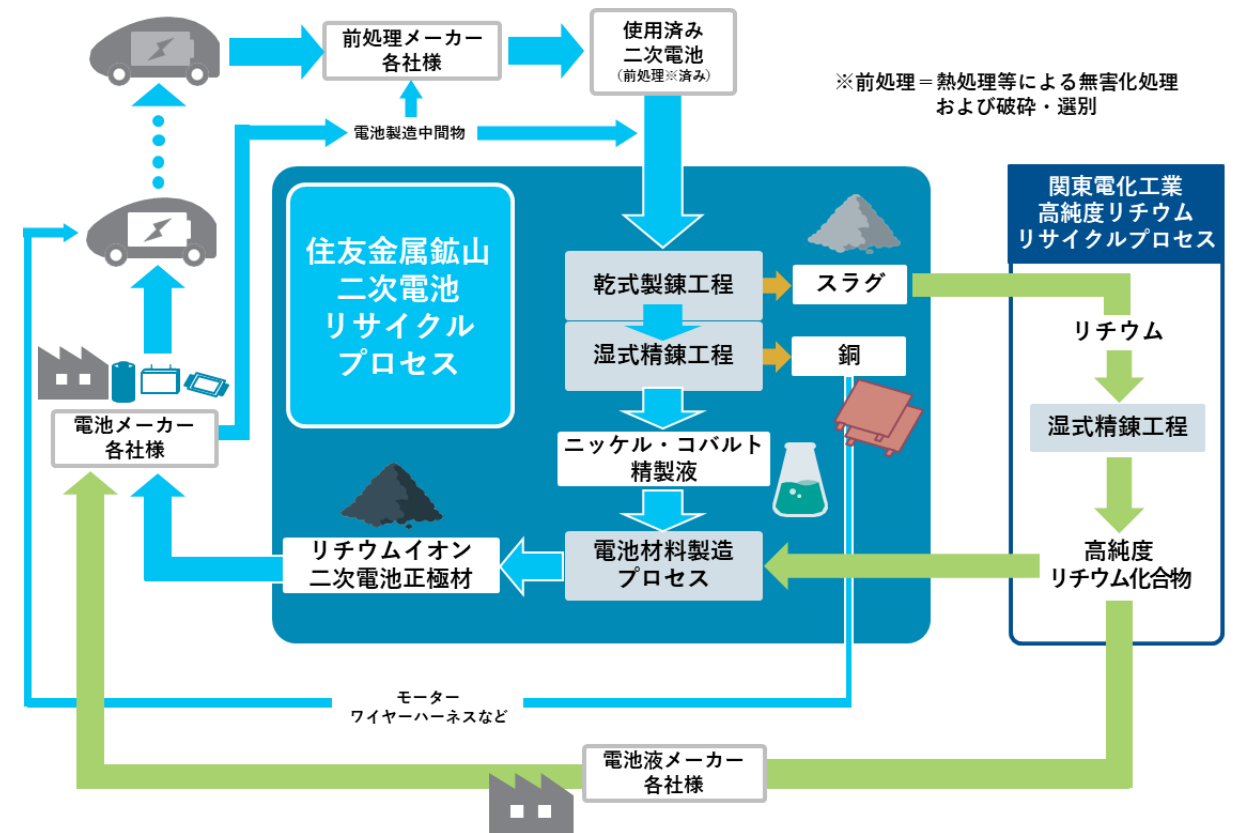 前処理メーカー
各社様
使用済み
二次電池
（前処理※済み）
※前処理＝熱処理等による無害化処理
および破砕・選別
電池製造中間物
住友金属鉱山
二次電池
リサイクル
プロセス
乾式製錬工程
スラグ
湿式精錬工程
銅
ニッケル・コバルト
精製液
電池材料製造
プロセス
リチウムイオン
二次電池正極材
電池メーカー
各社様
関東電化工業
高純度リチウム
リサイクルプロセス
リチウム
湿式精錬工程
高純度
リチウム化合物
モーター
ワイヤーハーネスなど
電池液メーカー
各社様